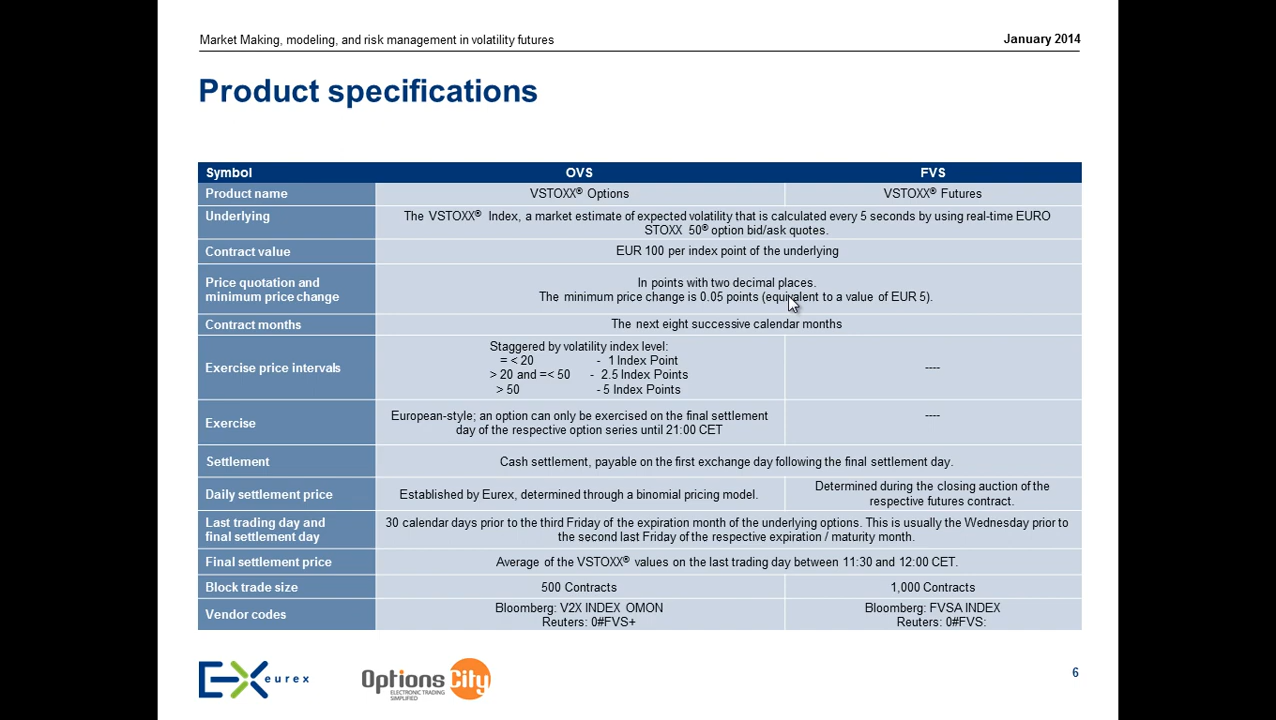 Market Making, modeling, and risk management in volatility futures
January 2014
Product specifications
Symbol OVS FVS
Product name VSTOXX® Options VSTOXX® Futures
Underlying The VSTOXX® Index, a market estimate of expected volatility that is calculated every 5 seconds by using real-time EURO
STOXX 50® option bid/ask quotes.
Contract value EUR 100 per index point of the underlying
Price quotation and
minimum price change
In points with two decimal places.
The minimum price change is 0.05 points (equivalent to a value of EUR 5).
Contract months The next eight successive calendar months
Exercise price intervals
Staggered by volatility index level:
= < 20 - 1 Index Point
> 20 and =< 50 - 2.5 Index Points
> 50 - 5 Index Points
----
Exercise
European-style; an option can only be exercised on the final settlement
day of the respective option series until 21:00 CET
----
Settlement Cash settlement, payable on the first exchange day following the final settlement day.
Daily settlement price Established by Eurex, determined through a binomial pricing model.
Determined during the closing auction of the
respective futures contract.
Last trading day and
final settlement day
30 calendar days prior to the third Friday of the expiration month of the underlying options. This is usually the Wednesday prior to
the second last Friday of the respective expiration / maturity month.
Final settlement price Average of the VSTOXX® values on the last trading day between 11:30 and 12:00 CET.
Block trade size 500 Contracts 1,000 Contracts
Vendor codes
Bloomberg: V2X INDEX OMON
Reuters: 0#FVS+
Bloomberg: FVSA INDEX
Reuters: 0#FVS:
EX eurex
Options City
ELECTRONIC TRADING
SIMPLIFIED
6